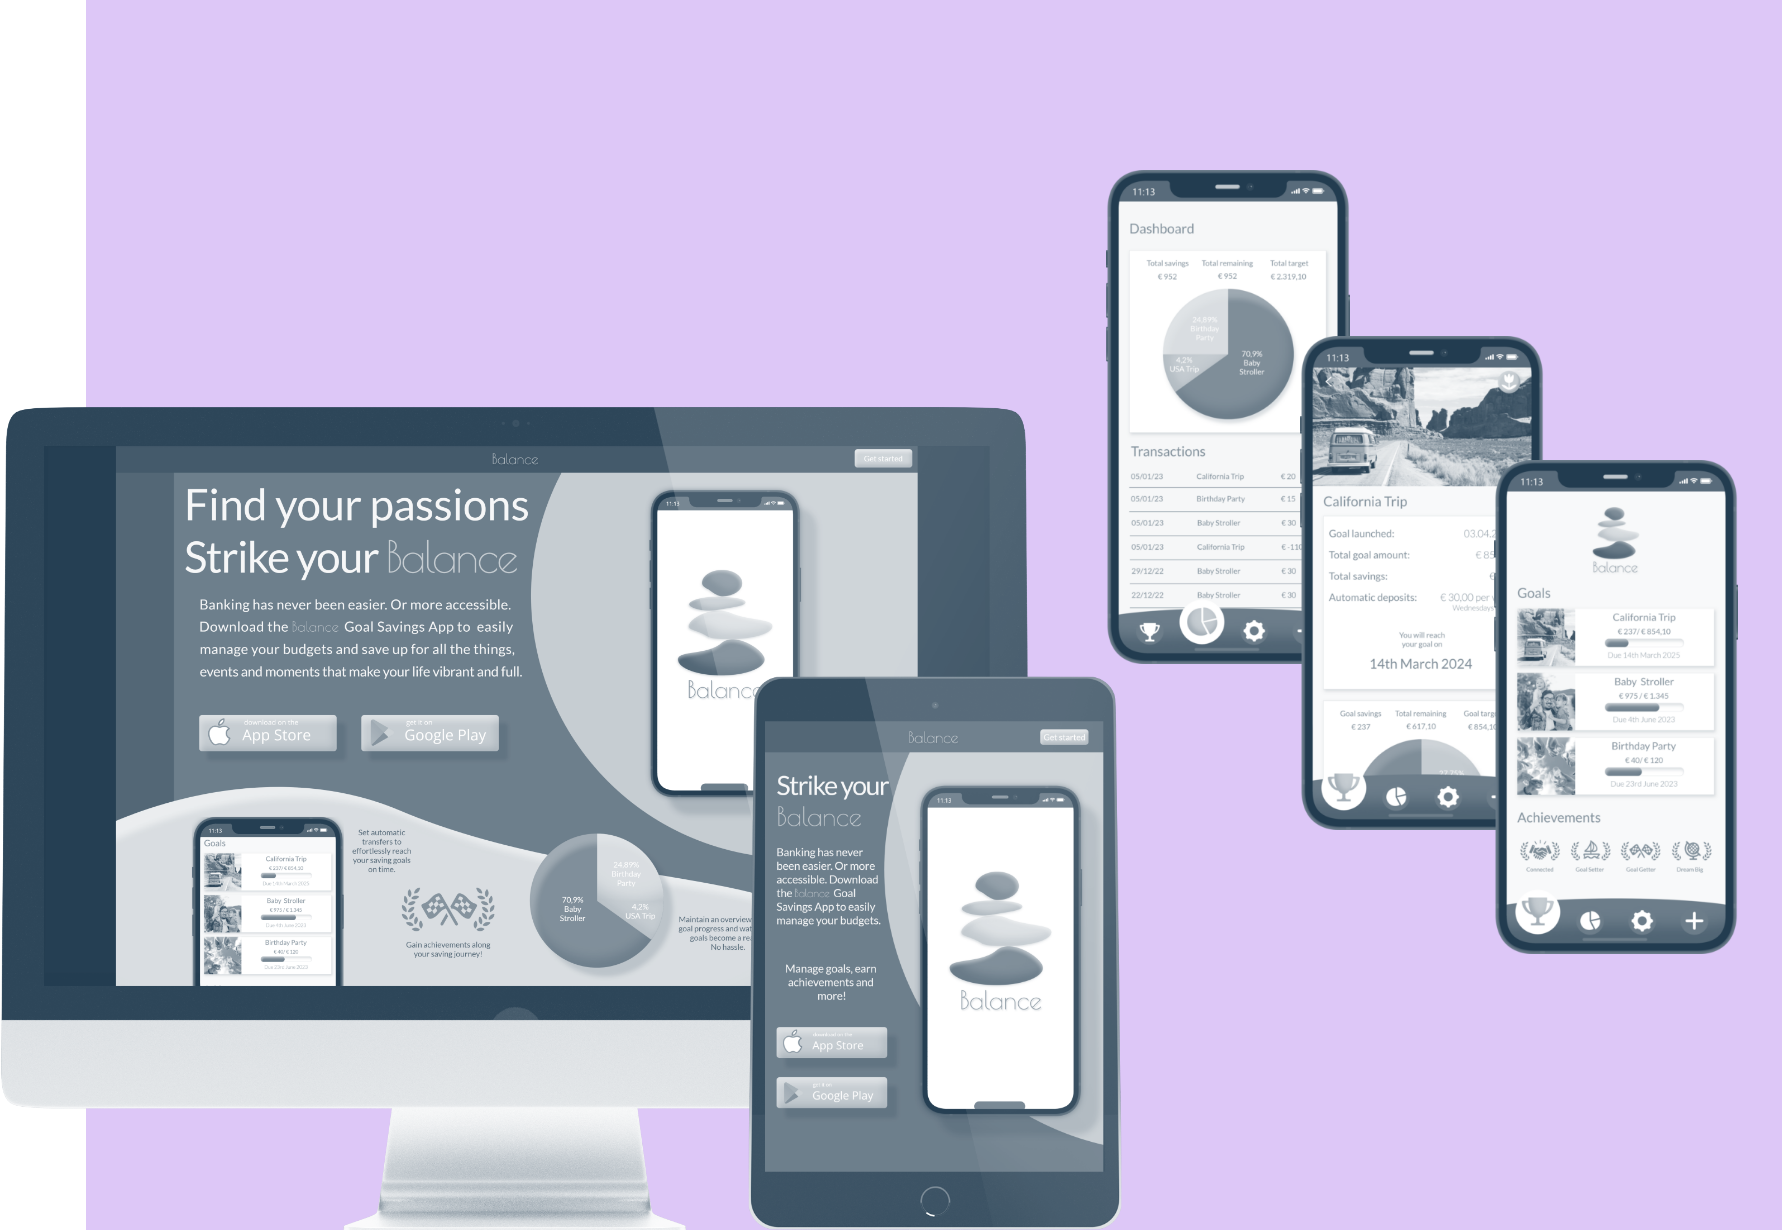 Balance
Get started
Find your passions
Strike your Balance
Banking has never been easier. Or more accessible.
Download the Balance Goal Savings App to easily
manage your budgets and save up for all the things,
events and moments that make your life vibrant and full.
download on the
App Store
get it on
Google Play
11:13
Balance
11:13
Goals
California Trip
€ 237/ € 854,10
Baby Stroller
€ 975 / € 1.345
Due 4th June 2023
Birthday Party
€ 40/ € 120
Due 23rd June 2023
Set automatic
transfers to
effortlessly reach
your saving goals
on time.
Gain achievements along
your saving journey!
24,89%
Birthday
Party
70,9%
Baby
Stroller
4,2%
USA Trip
Maintain an overview
goal progress and
goals become a
No hassle.
Balance
Get started
Strike your
Balance
Banking has never
been easier. Or more
accessible. Download
the Balance Goal
Savings App to easily
manage your budgets.
Manage goals, earn
achievements and
more!
download on the
App Store
get it on
Google Play
11:13
Balance
11:13
Dashboard
Total savings Total remaining Total target
€ 952 € 952 € 2.319,10
24,89%
Birthday
Party
70,9%
Baby
Stroller
4,2%
USA Trip
Transactions
05/01/23 California Trip € 20
05/01/23 Birthday Party € 15
05/01/23 Baby Stroller € 30
05/01/23 California Trip € -110
29/12/22 Baby Stroller € 30
22/12/22 Baby Stroller € 30
11:13
California Trip
Goal launched: 03.04.2
Total goal amount: € 85
Total savings: €
Automatic deposits: € 30,00 per
Wednesdays
You will reach
your goal on
14th March 2024
Goal savings Total remaining Goal targ
€ 237 € 617,10 € 854,1
11:13
Balance
Goals
California Trip
€ 237/ € 854,10
Due 14th March 2025
Baby Stroller
€ 975 / € 1.345
Due 4th June 2023
Birthday Party
€ 40/ € 120
Due 23rd June 2023
Achievements
Connected Goal Setter Goal Getter Dream Big